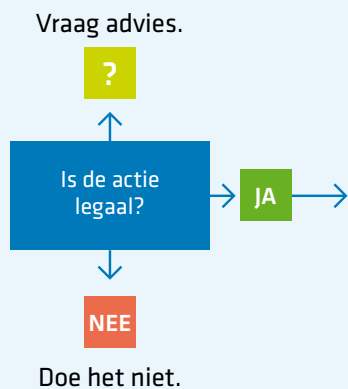 Vraag advies.
?
Is de actie
legaal?
JA
NEE
Doe het niet.